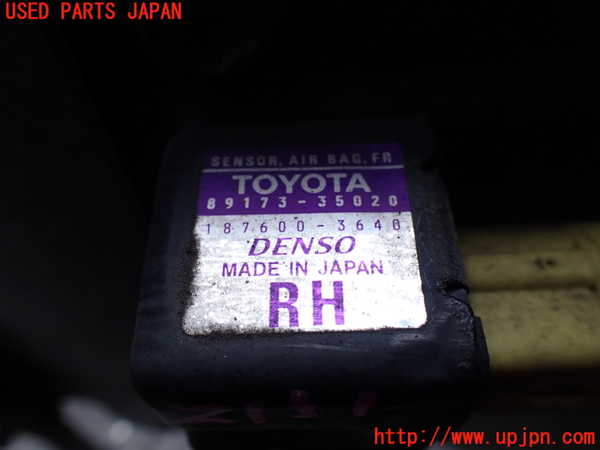 USED PARTS JAPAN
SENSOR, AIR BAG, FR
TOYOTA
89173-35020
187600-3640
DENSO
MADE IN JAPAN
RH
http://www.upjpn.com/